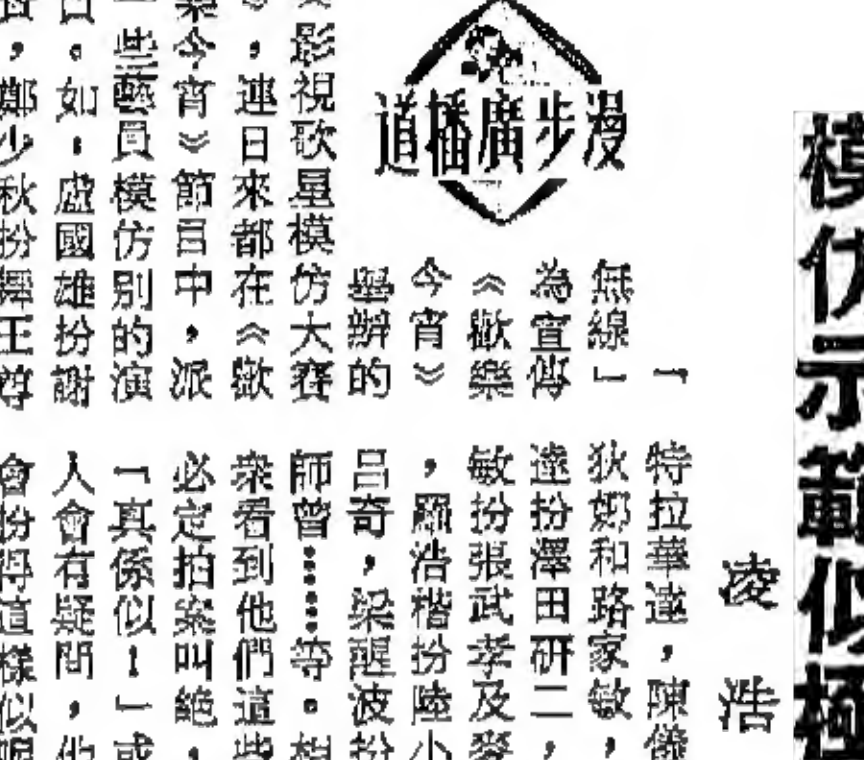 模仿示範似極
凌浩
漫步廣播道
「
無線」
為宣傳
《歡樂
今宵》
舉辦的
《影視歌星模仿大賽
》,連日來都在《歡
樂今宵》節目中,派
一些藝員模仿別的演
員。如:盧國雄扮謝
,鄭少秋扮舞王尊
特拉華達,陳儀
狄娜和路家敏,
達扮澤田研二,
敏扮張武孝及麥
,羅浩楷扮陸小
呂奇,梁醒波扮
師曾……等。相
眾看到他們這些
必定拍案叫絕,
「真係似!」或
人會有疑問,他
會扮得這樣似呢